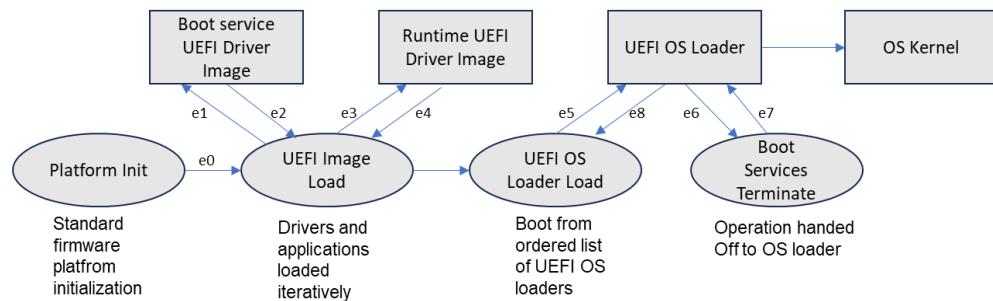 Boot service
UEFI Driver
Image
Runtime UEFI
Driver Image
UEFI OS Loader
OS Kernel
e1
e2
e3
e4
e5
e8
e6
e7
Platform Init
e0
UEFI Image
Load
UEFI OS
Loader Load
Boot
Services
Terminate
Standard
firmware
platfrom
initialization
Drivers and
applications
loaded
iteratively
Boot from
ordered list
of UEFI OS
loaders
Operation handed
Off to OS loader